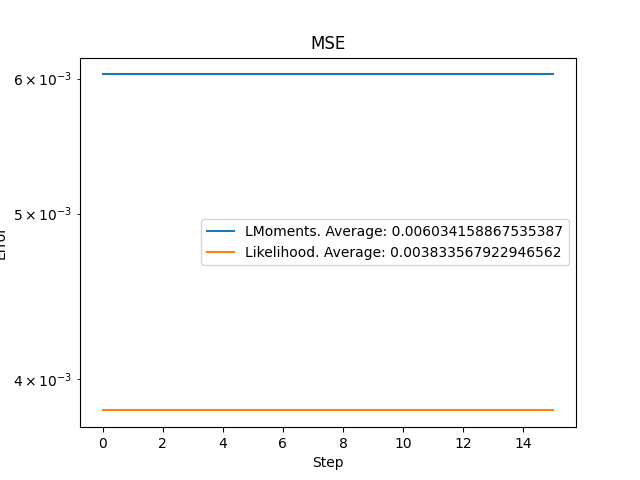 MSE
6 × 10⁻³
5 × 10⁻³
4 × 10⁻³
Error
LMoments. Average: 0.006034158867535387
Likelihood. Average: 0.003833567922946562
0 2 4 6 8 10 12 14
Step